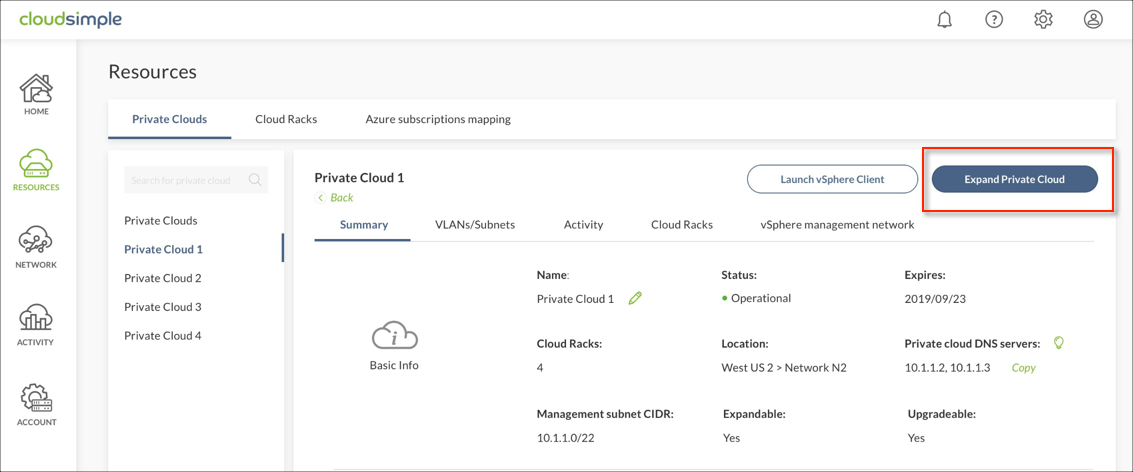 cloudsimple
Resources
HOME
RESOURCES
NETWORK
ACTIVITY
ACCOUNT
Private Clouds Cloud Racks Azure subscriptions mapping
Search for private cloud
Private Clouds
Private Cloud 1
Private Cloud 2
Private Cloud 3
Private Cloud 4
Private Cloud 1
Back
Launch vSphere Client Expand Private Cloud
Summary VLANs/Subnets Activity Cloud Racks vSphere management network
Basic Info
Name: Status: Expires:
Private Cloud 1 Operational 2019/09/23
Cloud Racks: Location: Private cloud DNS servers:
4 West US 2 > Network N2 10.1.1.2, 10.1.1.3 Copy
Management subnet CIDR: Expandable: Upgradeable:
10.1.1.0/22 Yes Yes